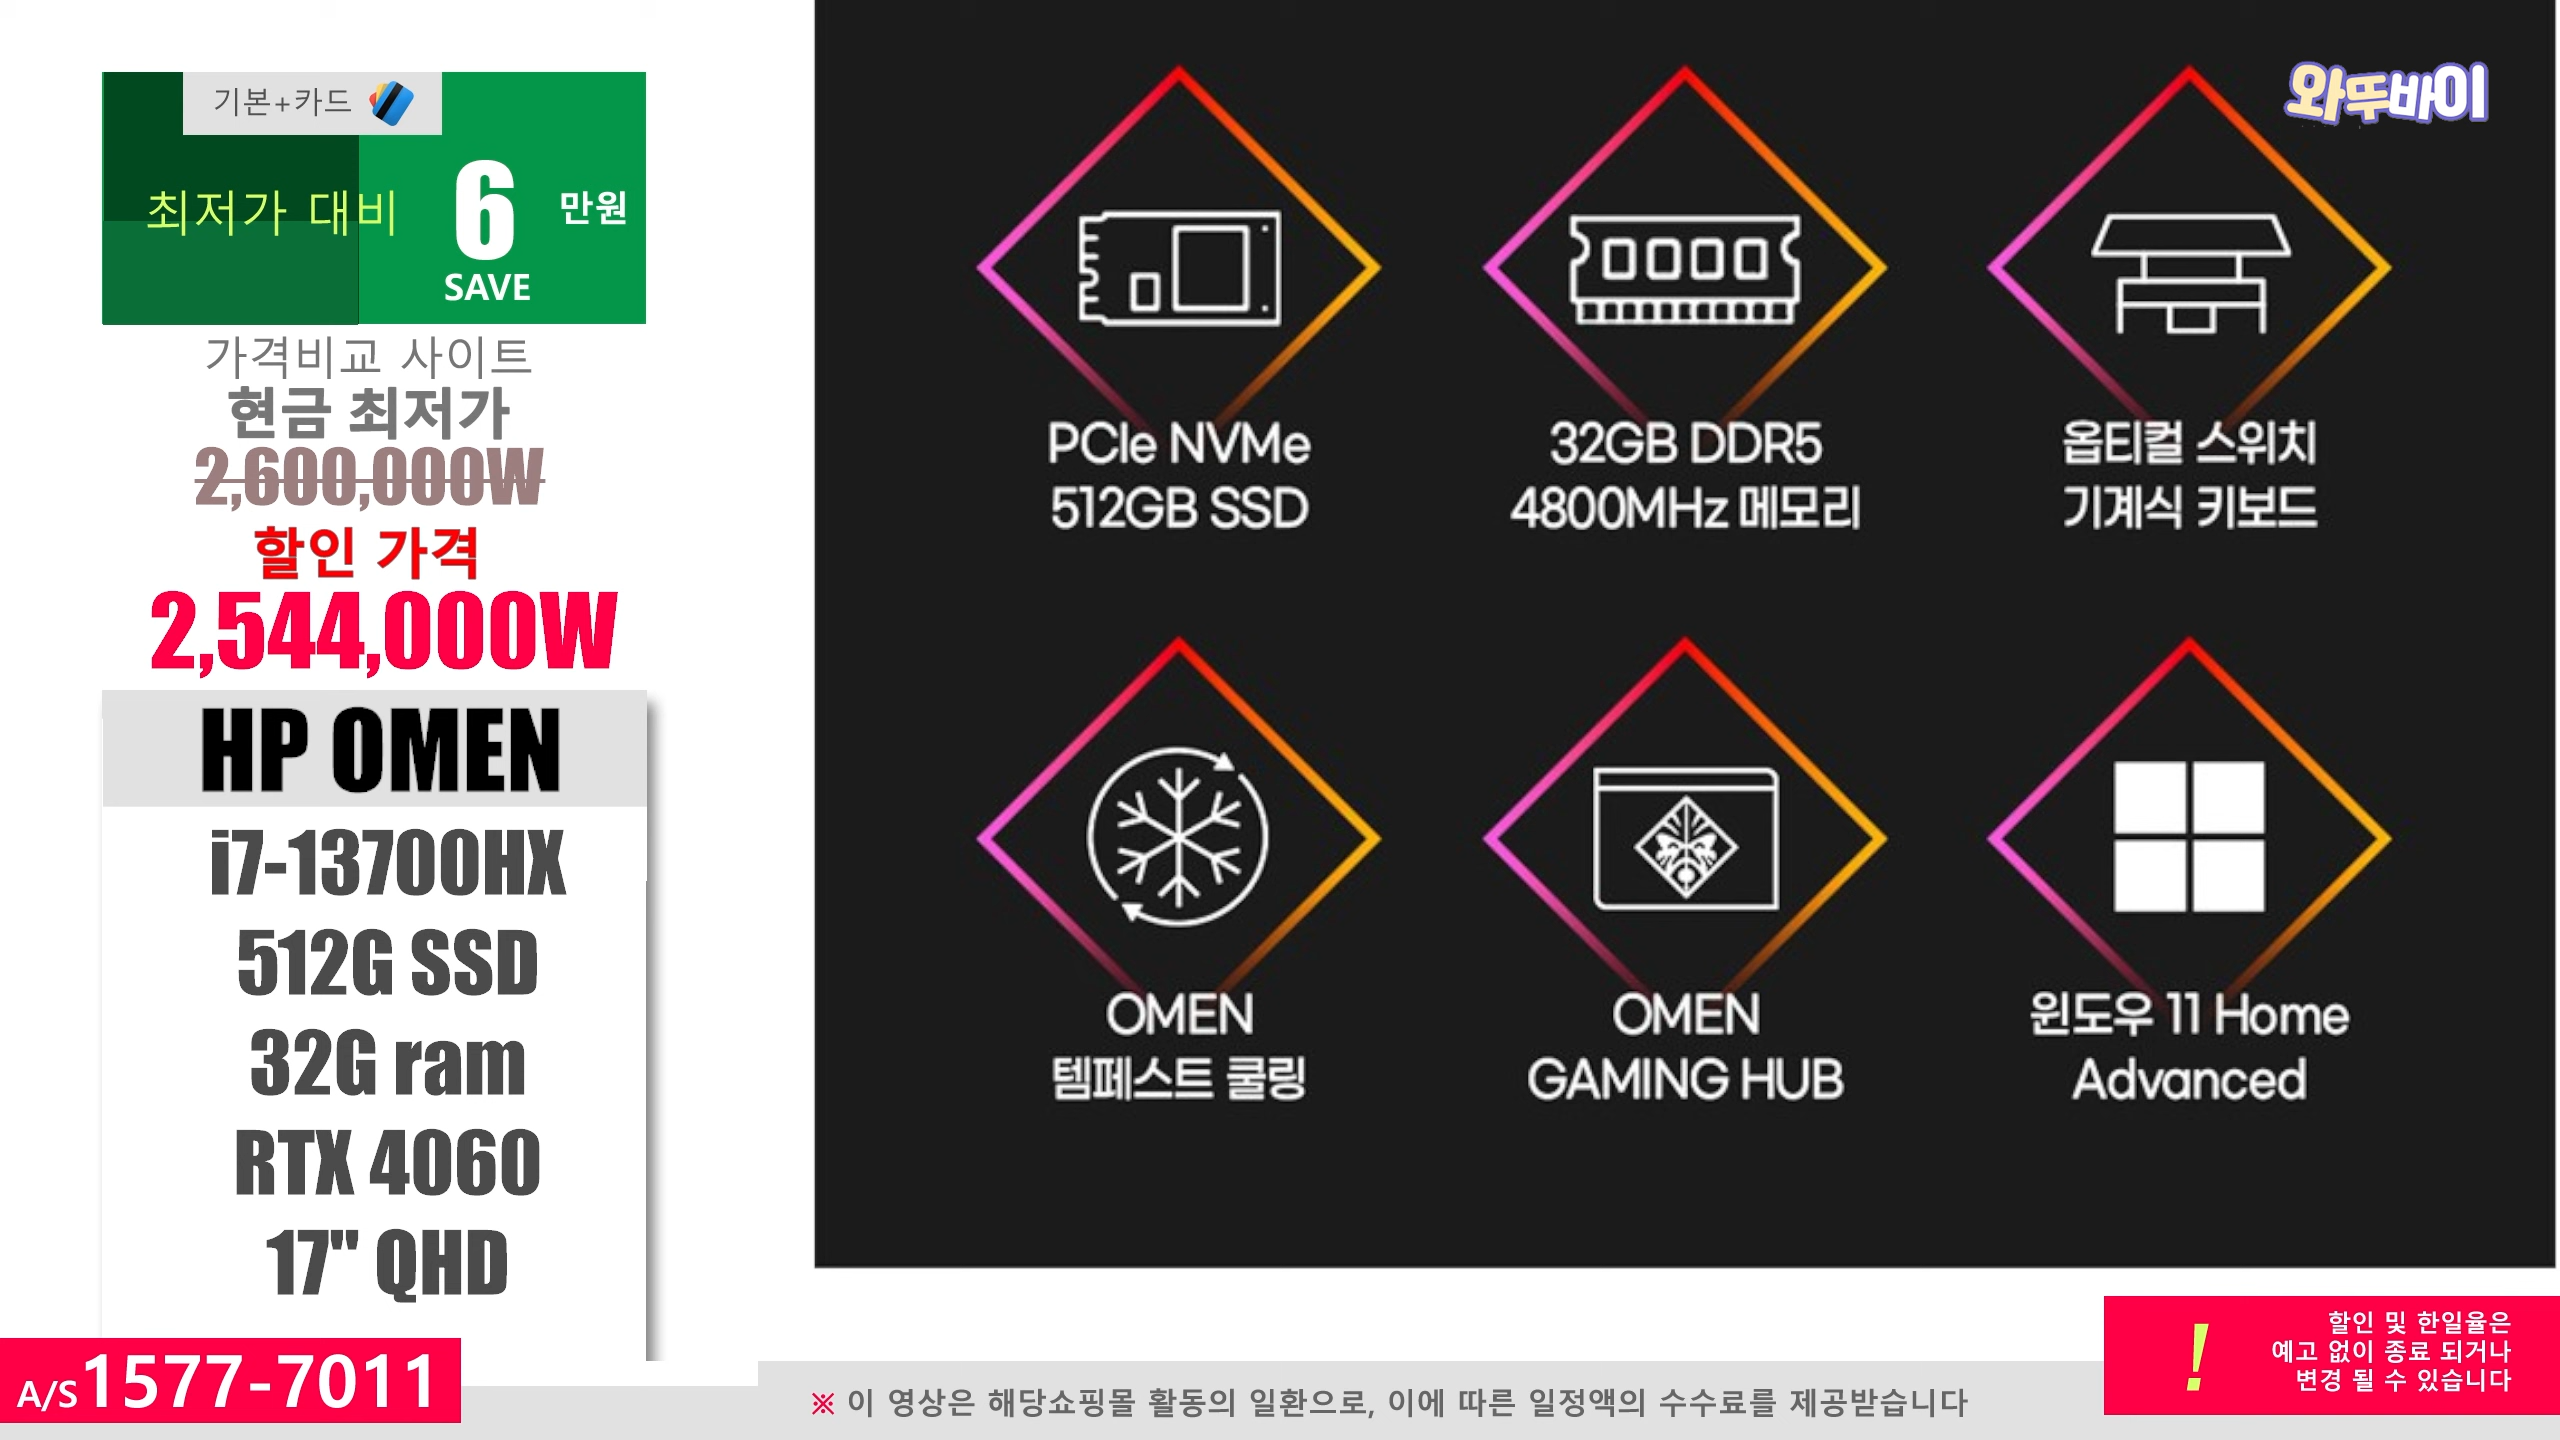 기본+카드
최저가 대비 6 만원
SAVE
가격비교 사이트
현금 최저가
2,600,000W
할인 가격
2,544,000W
HP OMEN
i7-13700HX
512G SSD
32G ram
RTX 4060
17" QHD
A/S 1577-7011
와뚜바이
PCIe NVMe
512GB SSD
32GB DDR5
4800MHz 메모리
옵티컬 스위치
기계식 키보드
OMEN
템페스트 쿨링
OMEN
GAMING HUB
윈도우 11 Home
Advanced
※ 이 영상은 해당쇼핑몰 활동의 일환으로, 이에 따른 일정액의 수수료를 제공받습니다
!
할인 및 한일율은
예고 없이 종료 되거나
변경 될 수 있습니다